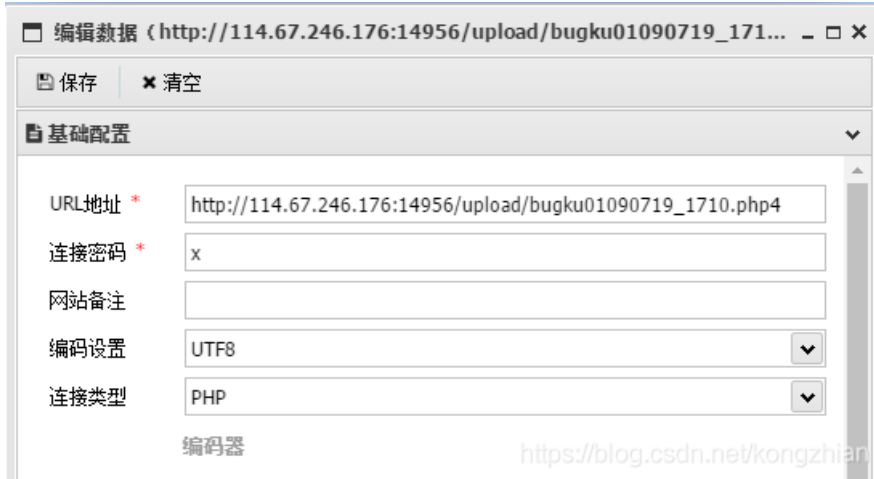 编辑数据 (http://114.67.246.176:14956/upload/bugku01090719_171...
保存 清空
基础配置
URL地址 * http://114.67.246.176:14956/upload/bugku01090719_1710.php4
连接密码 * x
网站备注
编码设置 UTF8
连接类型 PHP
编码器
https://blog.csdn.net/kongzhian